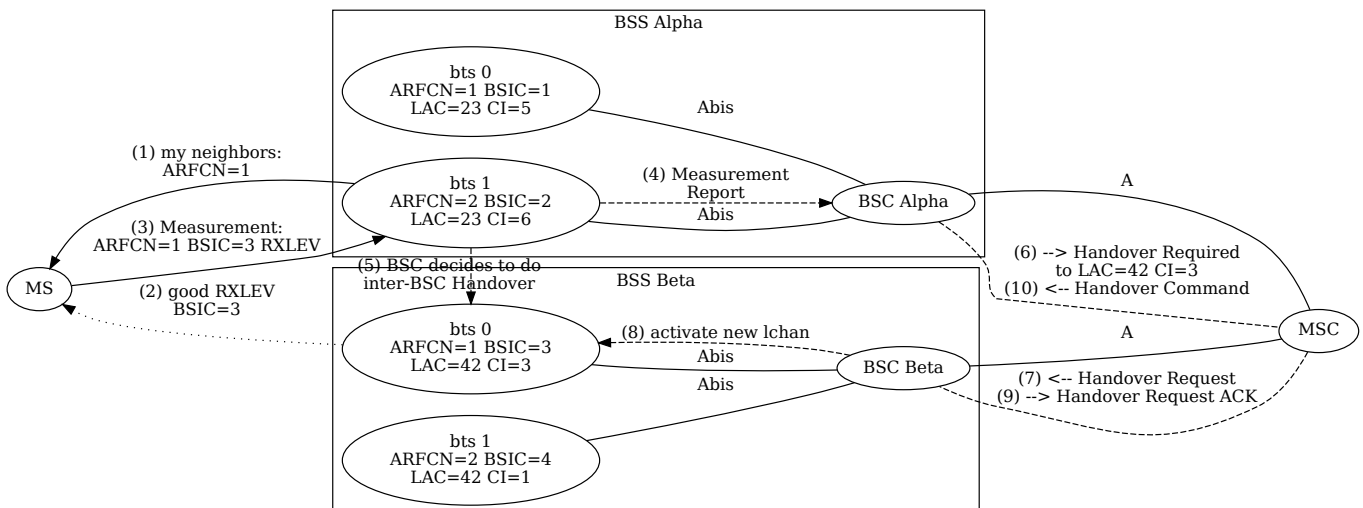 BSS Alpha
bts 0
ARFCN=1 BSIC=1
LAC=23 CI=5
Abis
(1) my neighbors:
ARFCN=1
bts 1
ARFCN=2 BSIC=2
LAC=23 CI=6
(4) Measurement
Report
Abis
BSC Alpha
A
(3) Measurement:
ARFCN=1 BSIC=3 RXLEV
MS
(2) good RXLEV
BSIC=3
(5) BSC decides to do
inter-BSC Handover
(6) --> Handover Required
to LAC=42 CI=3
(10) <-- Handover Command
MSC
BSS Beta
bts 0
ARFCN=1 BSIC=3
LAC=42 CI=3
(8) activate new lchan
Abis
Abis
BSC Beta
A
(7) <-- Handover Request
(9) --> Handover Request ACK
bts 1
ARFCN=2 BSIC=4
LAC=42 CI=1